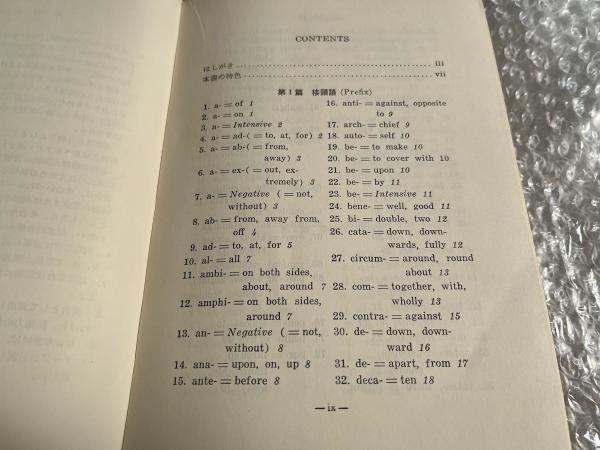 CONTENTS
はしがき iii
本書の特色 vii
第1篇 接頭語 (Prefix)
1. a-=of 1
2. a-=on 1
3. a-=Intensive 2
4. a-=ad-(=to, at, for) 2
5. a-=ab-(=from,
away) 3
6. a-=ex-(=out, ex-
tremely) 3
7. a-=Negative (=not,
without) 3
8. ab-=from, away from,
off 4
9. ad-=to, at, for 5
10. al-=all 7
11. ambi-=on both sides,
about, around 7
12. amphi-=on both sides,
around 7
13. an-=Negative (=not,
without) 8
14. ana-=upon, on, up 8
15. ante-=before 8
16. anti-=against, opposite
to 9
17. arch-=chief 9
18. auto-=self 10
19. be-=to make 10
20. be-=to cover with 10
21. be-=upon 10
22. be-=by 11
23. be-=Intensive 11
24. bene-=well, good 11
25. bi-=double, two 12
26. cata-=down, down-
wards, fully 12
27. circum-=around, round
about 13
28. com-=together, with,
wholly 13
29. contra-=against 15
30. de-=down, down-
ward 16
31. de-=apart, from 17
32. deca-=ten 18
— ix —